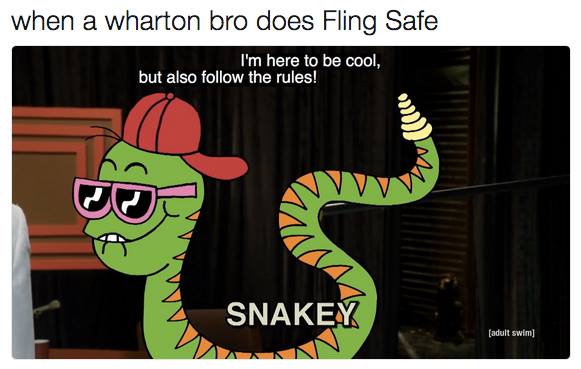 when a wharton bro does Fling Safe
I'm here to be cool,
but also follow the rules!
SNAKEY
[adult swim]